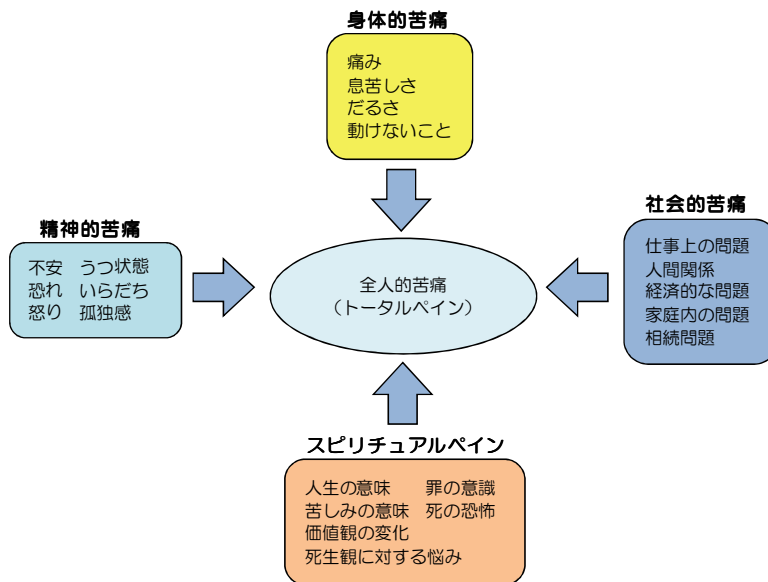 身体的苦痛
痛み
息苦しさ
だるさ
動けないこと
精神的苦痛
不安 うつ状態
恐れ いらだち
怒り 孤独感
全人的苦痛
（トータルペイン）
社会的苦痛
仕事上の問題
人間関係
経済的な問題
家庭内の問題
相続問題
スピリチュアルペイン
人生の意味 罪の意識
苦しみの意味 死の恐怖
価値観の変化
死生観に対する悩み